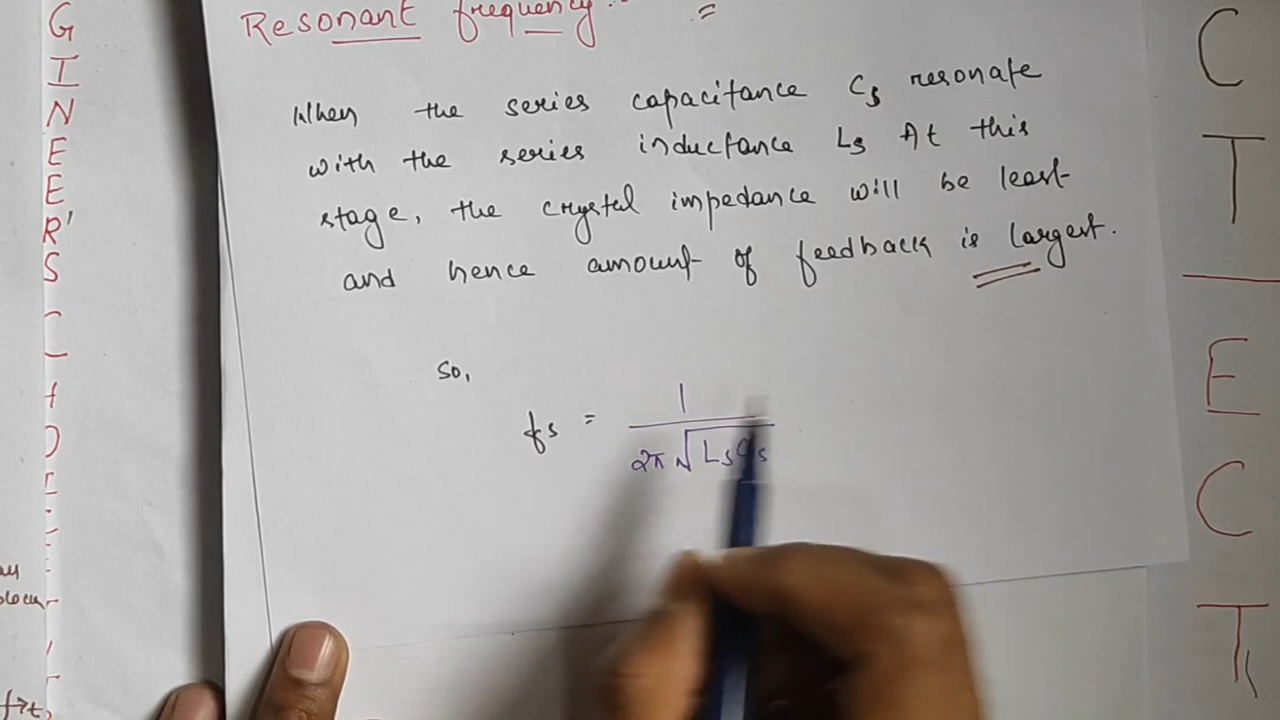 Resonant frequency:
=
When the series capacitance Cs resonate
with the series inductance Ls At this
stage, the crystal impedance will be least
and hence amount of feedback is largest.
So,
fs = 1 / 2π√LsCs
G
I
N
E
E
R'
S
C
T
E
C
T